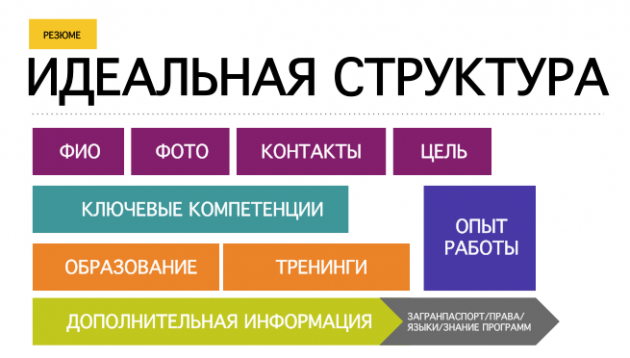 РЕЗЮМЕ
ИДЕАЛЬНАЯ СТРУКТУРА
ФИО
ФОТО
КОНТАКТЫ
ЦЕЛЬ
КЛЮЧЕВЫЕ КОМПЕТЕНЦИИ
ОПЫТ
РАБОТЫ
ОБРАЗОВАНИЕ
ТРЕНИНГИ
ДОПОЛНИТЕЛЬНАЯ ИНФОРМАЦИЯ
ЗАГРАНПАСПОРТ/ПРАВА/
ЯЗЫКИ/ЗНАНИЕ ПРОГРАММ